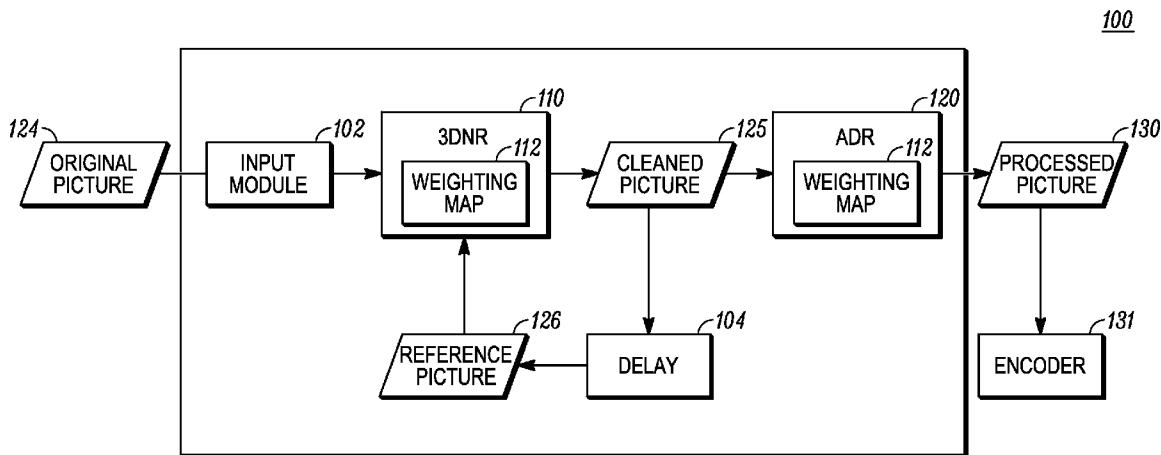 100
124
ORIGINAL
PICTURE
102
INPUT
MODULE
110
3DNR
112
WEIGHTING
MAP
125
CLEANED
PICTURE
120
ADR
112
WEIGHTING
MAP
130
PROCESSED
PICTURE
126
REFERENCE
PICTURE
104
DELAY
131
ENCODER